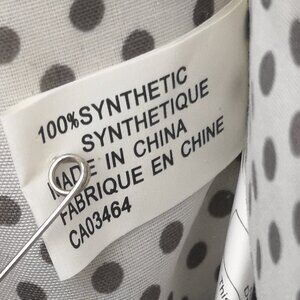 100%SYNTHETIC
SYNTHETIQUE
MADE IN CHINA
FABRIQUE EN CHINE
CA03464